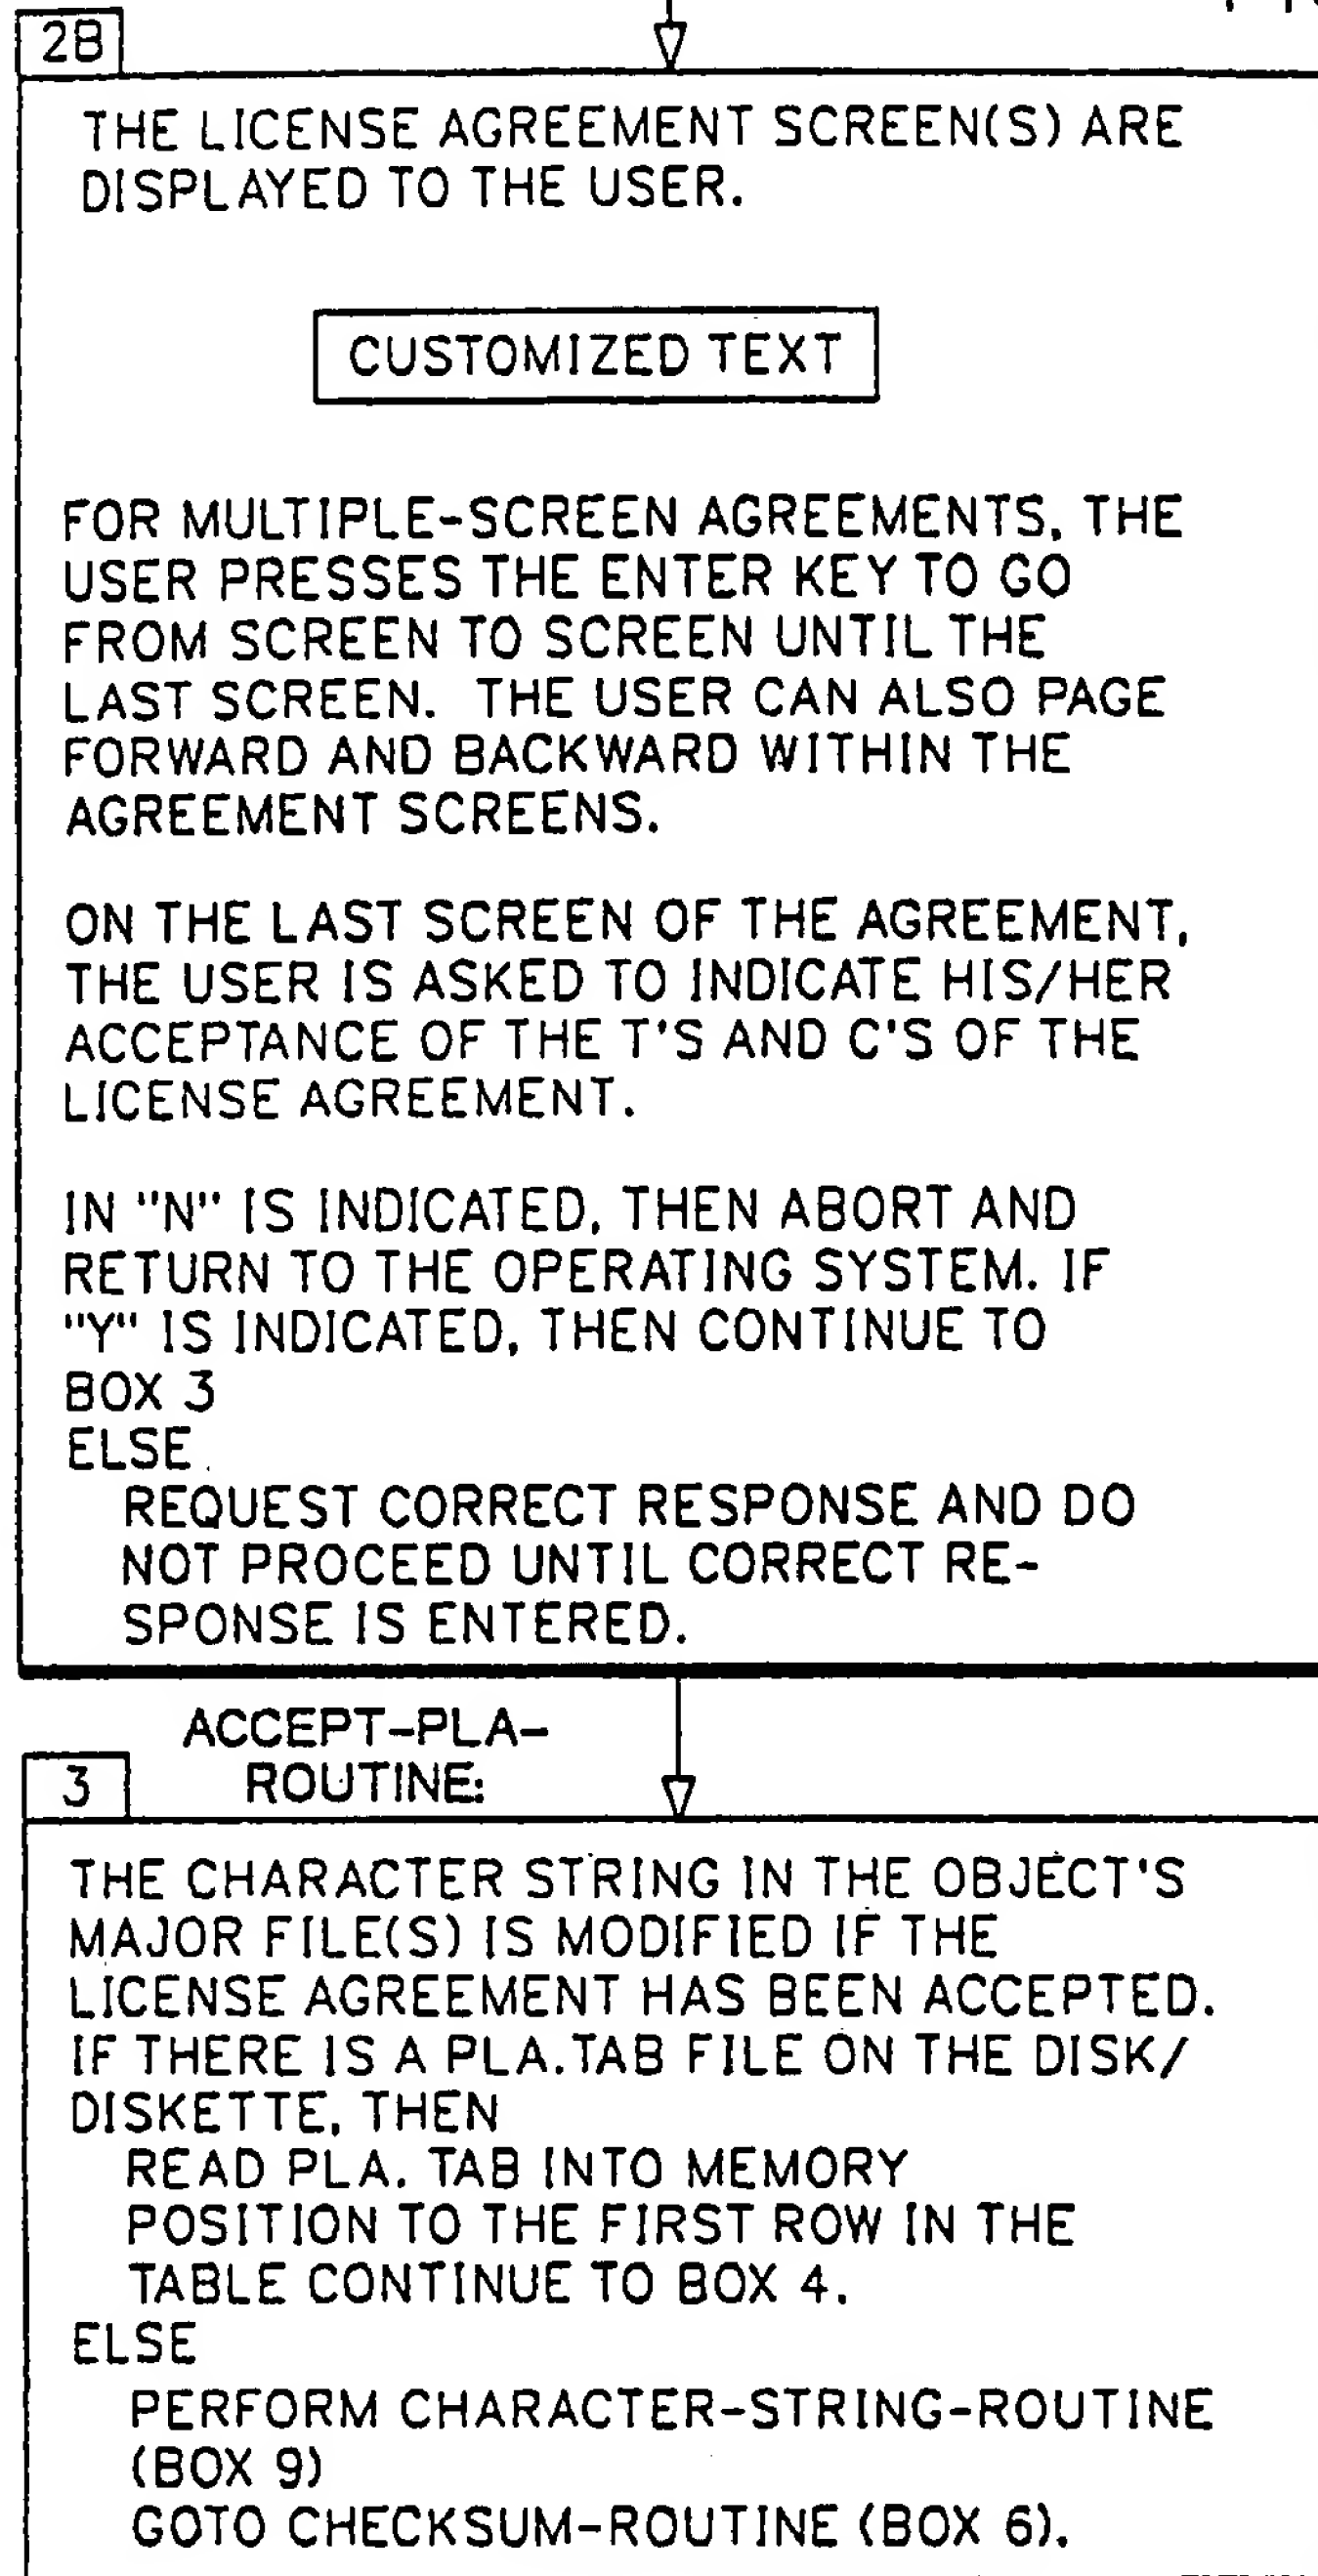 2B
THE LICENSE AGREEMENT SCREEN(S) ARE
DISPLAYED TO THE USER.
CUSTOMIZED TEXT
FOR MULTIPLE-SCREEN AGREEMENTS, THE
USER PRESSES THE ENTER KEY TO GO
FROM SCREEN TO SCREEN UNTIL THE
LAST SCREEN. THE USER CAN ALSO PAGE
FORWARD AND BACKWARD WITHIN THE
AGREEMENT SCREENS.
ON THE LAST SCREEN OF THE AGREEMENT,
THE USER IS ASKED TO INDICATE HIS/HER
ACCEPTANCE OF THE T'S AND C'S OF THE
LICENSE AGREEMENT.
IN "N" IS INDICATED, THEN ABORT AND
RETURN TO THE OPERATING SYSTEM. IF
"Y" IS INDICATED, THEN CONTINUE TO
BOX 3
ELSE
REQUEST CORRECT RESPONSE AND DO
NOT PROCEED UNTIL CORRECT RE-
SPONSE IS ENTERED.
ACCEPT-PLA-
ROUTINE:
3
THE CHARACTER STRING IN THE OBJECT'S
MAJOR FILE(S) IS MODIFIED IF THE
LICENSE AGREEMENT HAS BEEN ACCEPTED.
IF THERE IS A PLA.TAB FILE ON THE DISK/
DISKETTE, THEN
READ PLA. TAB INTO MEMORY
POSITION TO THE FIRST ROW IN THE
TABLE CONTINUE TO BOX 4.
ELSE
PERFORM CHARACTER-STRING-ROUTINE
(BOX 9)
GOTO CHECKSUM-ROUTINE (BOX 6).